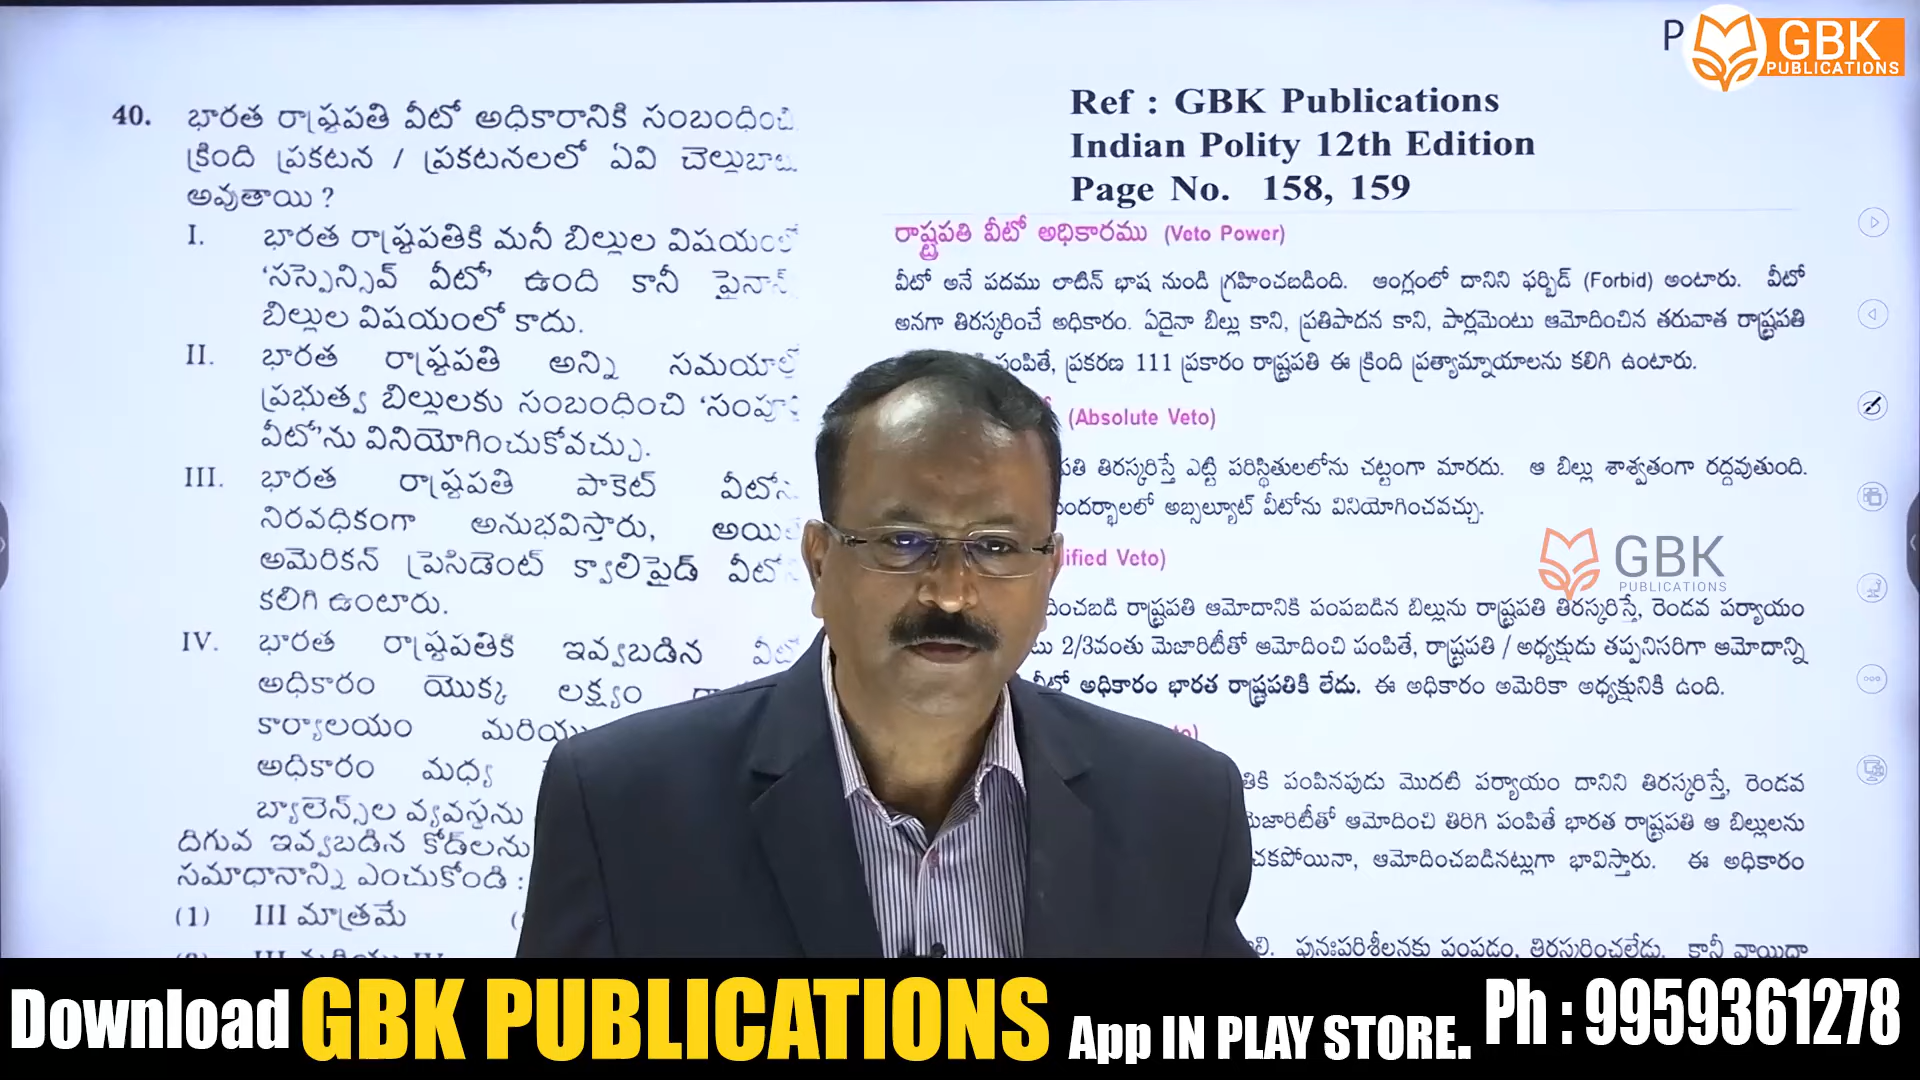 P GBK
PUBLICATIONS
Ref : GBK Publications
Indian Polity 12th Edition
Page No. 158, 159
40. భారత రాష్ట్రపతి వీటో అధికారానికి సంబంధించి
క్రింది ప్రకటన / ప్రకటనలలో ఏవి
అవుతాయి ?
I. భారత రాష్ట్రపతికి మనీ బిల్లుల విషయంలో
'సస్పెన్సివ్ వీటో' ఉంది కానీ
బిల్లుల విషయంలో కాదు.
II. భారత రాష్ట్రపతి అన్ని
ప్రభుత్వ బిల్లులకు సంబంధించి
వీటో'ను వినియోగించుకోవచ్చు.
III. భారత రాష్ట్రపతి పాకెట్
నిరవధికంగా అనుభవిస్తారు,
అమెరికన్ ప్రెసిడెంట్ క్వాలిఫైడ్
కలిగి ఉంటారు.
IV. భారత రాష్ట్రపతికి ఇవ్వబడిన
అధికారం యొక్క లక్ష్యం
కార్యాలయం
అధికారం మధ్య
బ్యాలెన్స్‌ల వ్యవస్థను
దిగువ ఇవ్వబడిన కోడ్‌లను
సమాధానాన్ని ఎంచుకోండి :
(1) III మాత్రమే
రాష్ట్రపతి వీటో అధికారము (Veto Power)
వీటో అనే పదము లాటిన్ భాష నుండి గ్రహించబడింది. ఆంగ్లంలో దానిని ఫర్బిడ్ (Forbid) అంటారు. వీటో
అనగా తిరస్కరించే అధికారం. ఏదైనా బిల్లు కాని, ప్రతిపాదన కాని, పార్లమెంటు ఆమోదించిన తరువాత రాష్ట్రపతి
పంపితే, ప్రకరణ 111 ప్రకారం రాష్ట్రపతి ఈ క్రింది ప్రత్యామ్నాయాలను కలిగి ఉంటారు.
(Absolute Veto)
తిరస్కరిస్తే ఎట్టి పరిస్థితులలోను చట్టంగా మారదు. ఆ బిల్లు శాశ్వతంగా రద్దవుతుంది.
అబ్సల్యూట్ వీటోను వినియోగించవచ్చు.
Veto)
రాష్ట్రపతి ఆమోదానికి పంపబడిన బిల్లును రాష్ట్రపతి తిరస్కరిస్తే, రెండవ పర్యాయం
2/3వంతు మెజారిటీతో ఆమోదించి పంపితే, రాష్ట్రపతి / అధ్యక్షుడు తప్పనిసరిగా ఆమోదాన్ని
వీటో అధికారం భారత రాష్ట్రపతికి లేదు. ఈ అధికారం అమెరికా అధ్యక్షునికి ఉంది.
పంపినపుడు మొదటి పర్యాయం దానిని తిరస్కరిస్తే, రెండవ
మెజారిటీతో ఆమోదించి తిరిగి పంపితే భారత రాష్ట్రపతి ఆ బిల్లులను
ఆమోదించబడినట్లుగా భావిస్తారు. ఈ అధికారం
పునఃపరిశీలనకు పంపడం, తిరస్కరించలేడు. కానీ వాయిదా
GBK
PUBLICATIONS
Download GBK PUBLICATIONS App IN PLAY STORE. Ph : 9959361278